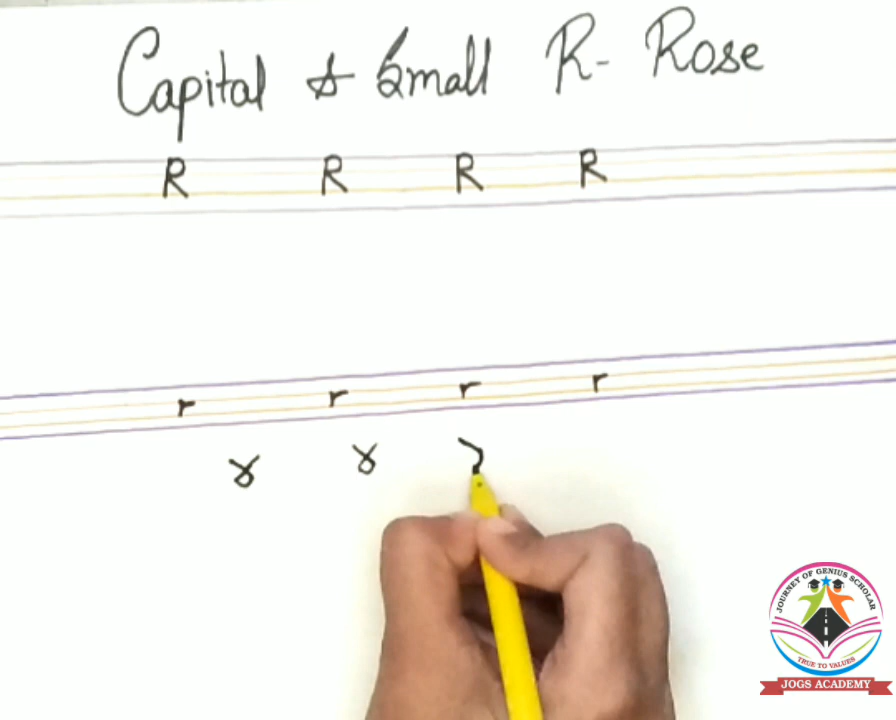 Capital & Small R- Rose
R R R R
r r r r
r r
JOURNEY OF GENIUS SCHOLAR
TRUE TO VALUES
JOGS ACADEMY